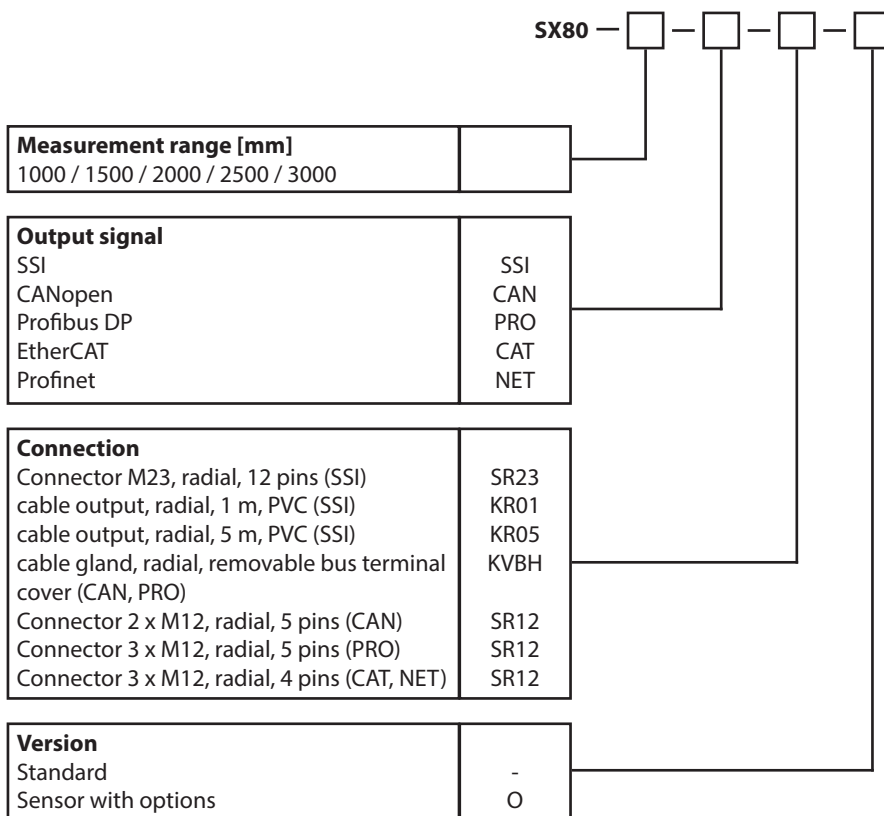 SX80 — — — —
Measurement range [mm]
1000 / 1500 / 2000 / 2500 / 3000
Output signal
SSI SSI
CANopen CAN
Profibus DP PRO
EtherCAT CAT
Profinet NET
Connection
Connector M23, radial, 12 pins (SSI) SR23
cable output, radial, 1 m, PVC (SSI) KR01
cable output, radial, 5 m, PVC (SSI) KR05
cable gland, radial, removable bus terminal KVBH
cover (CAN, PRO)
Connector 2 x M12, radial, 5 pins (CAN) SR12
Connector 3 x M12, radial, 5 pins (PRO) SR12
Connector 3 x M12, radial, 4 pins (CAT, NET) SR12
Version
Standard -
Sensor with options O